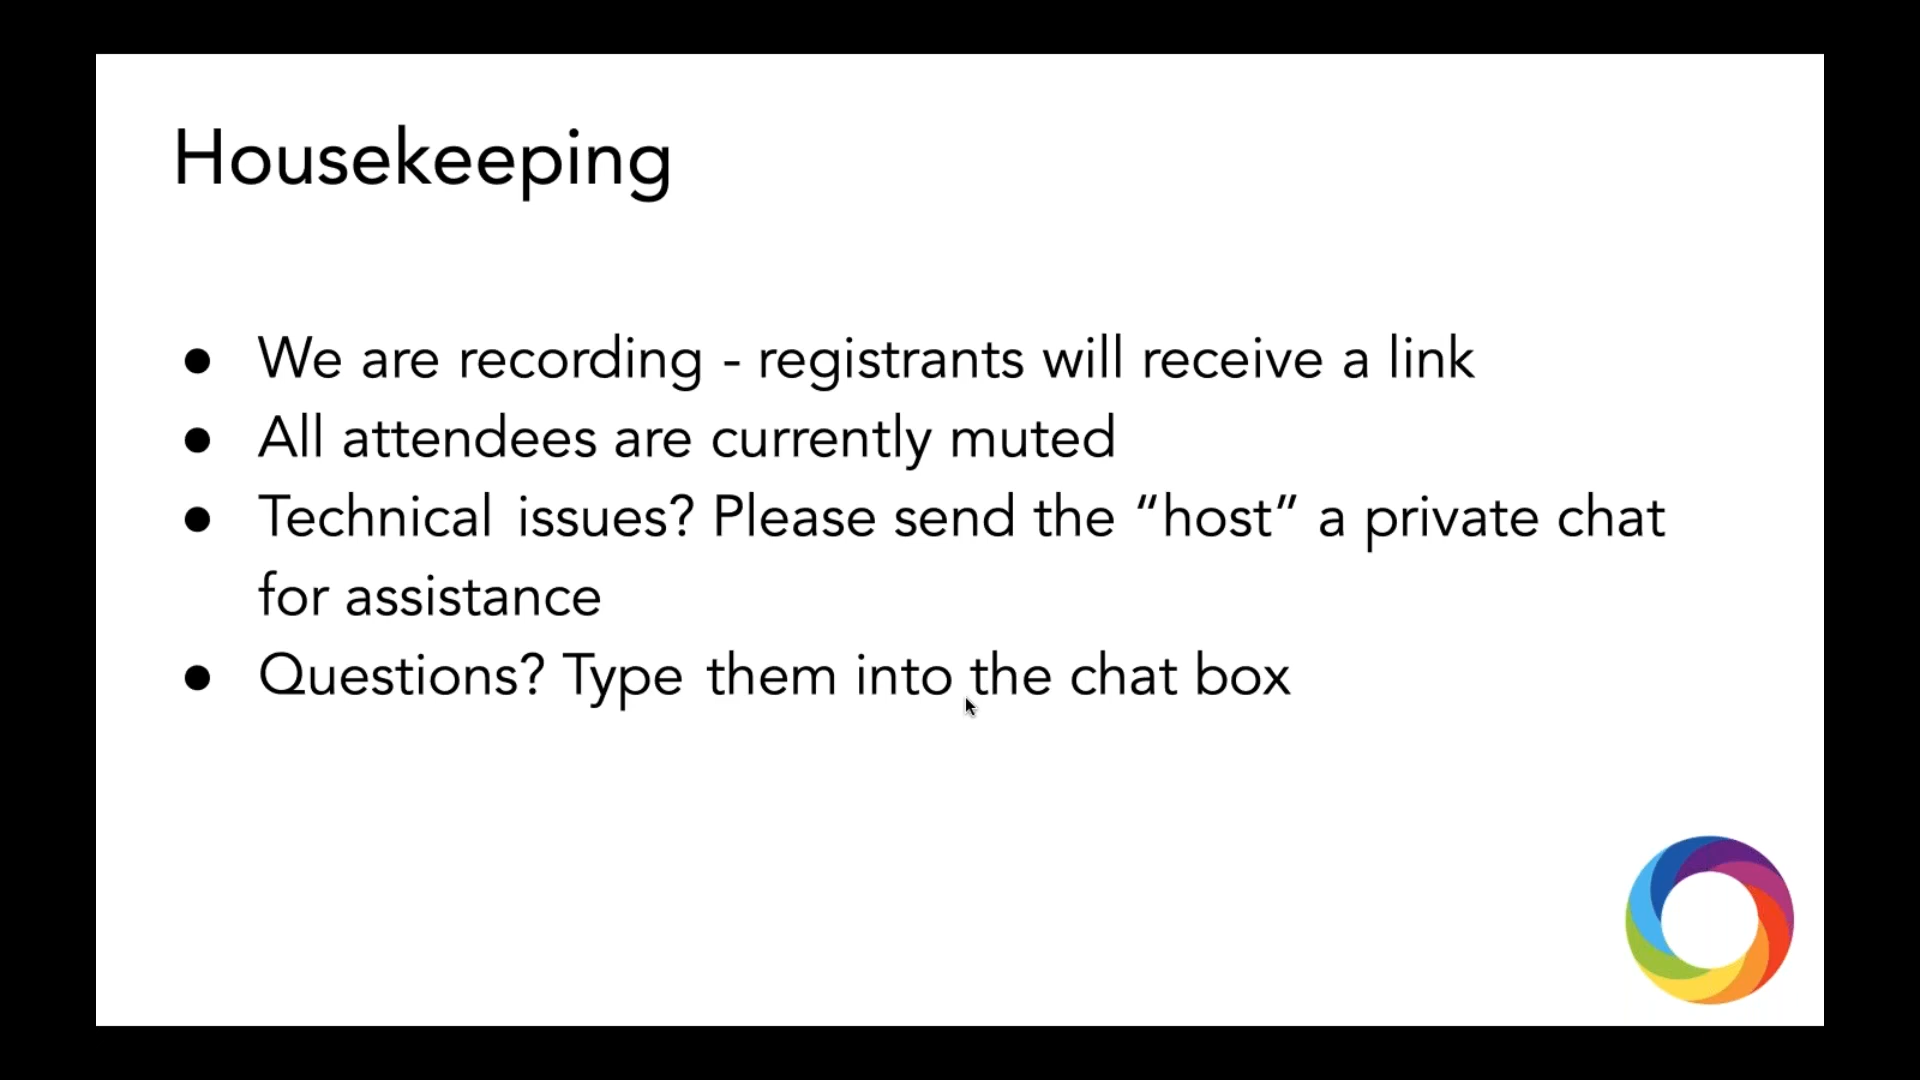 Housekeeping
● We are recording - registrants will receive a link
● All attendees are currently muted
● Technical issues? Please send the “host” a private chat
for assistance
● Questions? Type them into the chat box